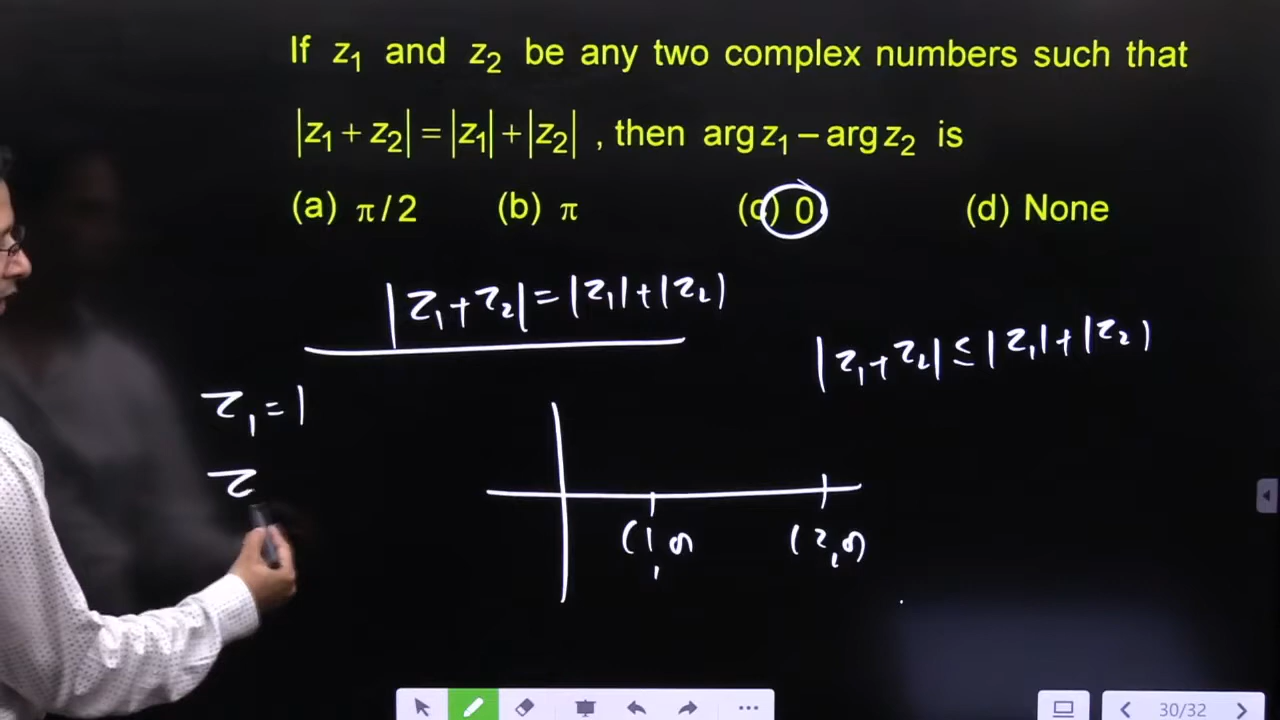 If z₁ and z₂ be any two complex numbers such that
|z₁ + z₂| = |z₁| + |z₂| , then arg z₁ – arg z₂ is
(a) π / 2 (b) π (c) 0 (d) None
|z₁+z₂| = |z₁|+|z₂|
|z₁+z₂| ≤ |z₁|+|z₂|
z₁ = 1
z
(1,0) (2,0)
30/32